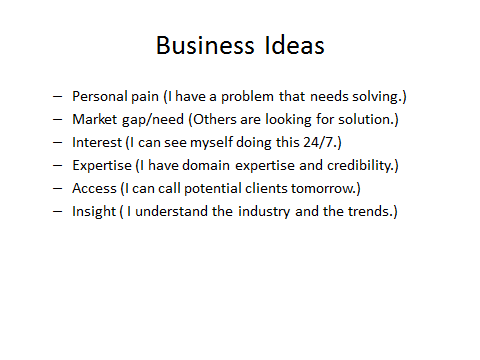 Business Ideas
– Personal pain (I have a problem that needs solving.)
– Market gap/need (Others are looking for solution.)
– Interest (I can see myself doing this 24/7.)
– Expertise (I have domain expertise and credibility.)
– Access (I can call potential clients tomorrow.)
– Insight ( I understand the industry and the trends.)